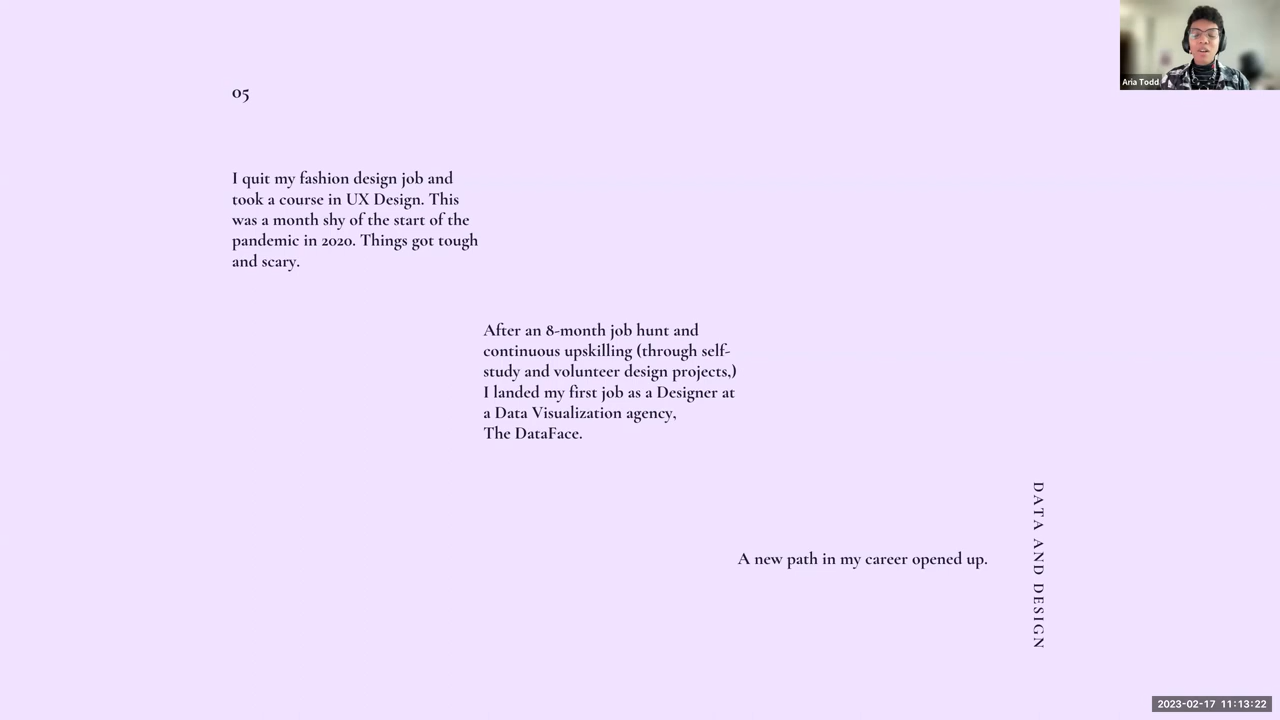 Aria Todd
05
I quit my fashion design job and
took a course in UX Design. This
was a month shy of the start of the
pandemic in 2020. Things got tough
and scary.
After an 8-month job hunt and
continuous upskilling (through self-
study and volunteer design projects,)
I landed my first job as a Designer at
a Data Visualization agency,
The DataFace.
A new path in my career opened up.
DATA AND DESIGN
2023-02-17 11:13:22